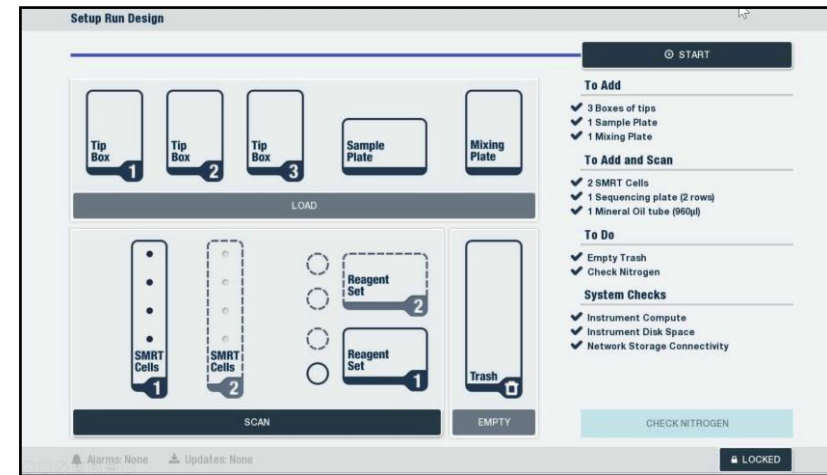 Setup Run Design
START
To Add
3 Boxes of tips
1 Sample Plate
1 Mixing Plate
To Add and Scan
2 SMRT Cells
1 Sequencing plate (2 rows)
1 Mineral Oil tube (960µl)
To Do
Empty Trash
Check Nitrogen
System Checks
Instrument Compute
Instrument Disk Space
Network Storage Connectivity
CHECK NITROGEN
Tip
Box
1
Tip
Box
2
Tip
Box
3
Sample
Plate
Mixing
Plate
LOAD
SMRT
Cells
1
SMRT
Cells
2
Reagent
Set
2
Reagent
Set
1
Trash
SCAN
EMPTY
Alarms: None
Updates: None
LOCKED